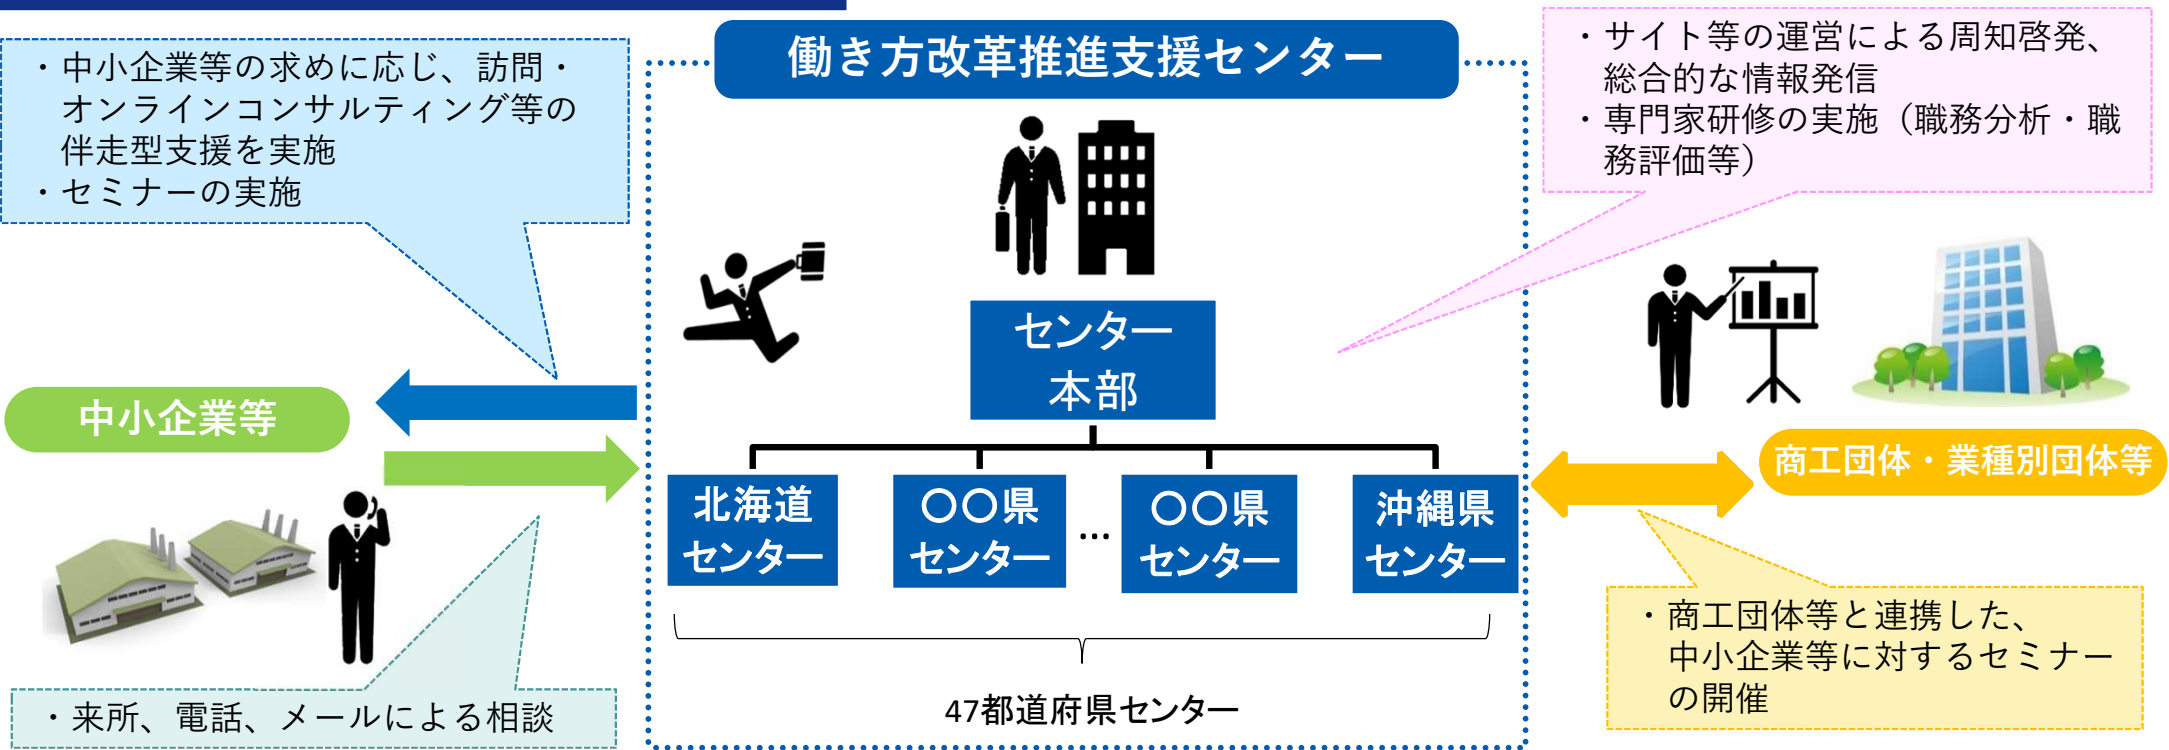 働き方改革推進支援センター
・中小企業等の求めに応じ、訪問・
オンラインコンサルティング等の
伴走型支援を実施
・セミナーの実施
・サイト等の運営による周知啓発、
総合的な情報発信
・専門家研修の実施（職務分析・職
務評価等）
センター
本部
中小企業等
商工団体・業種別団体等
北海道
センター
〇〇県
センター
…
〇〇県
センター
沖縄県
センター
47都道府県センター
・来所、電話、メールによる相談
・商工団体等と連携した、
中小企業等に対するセミナー
の開催